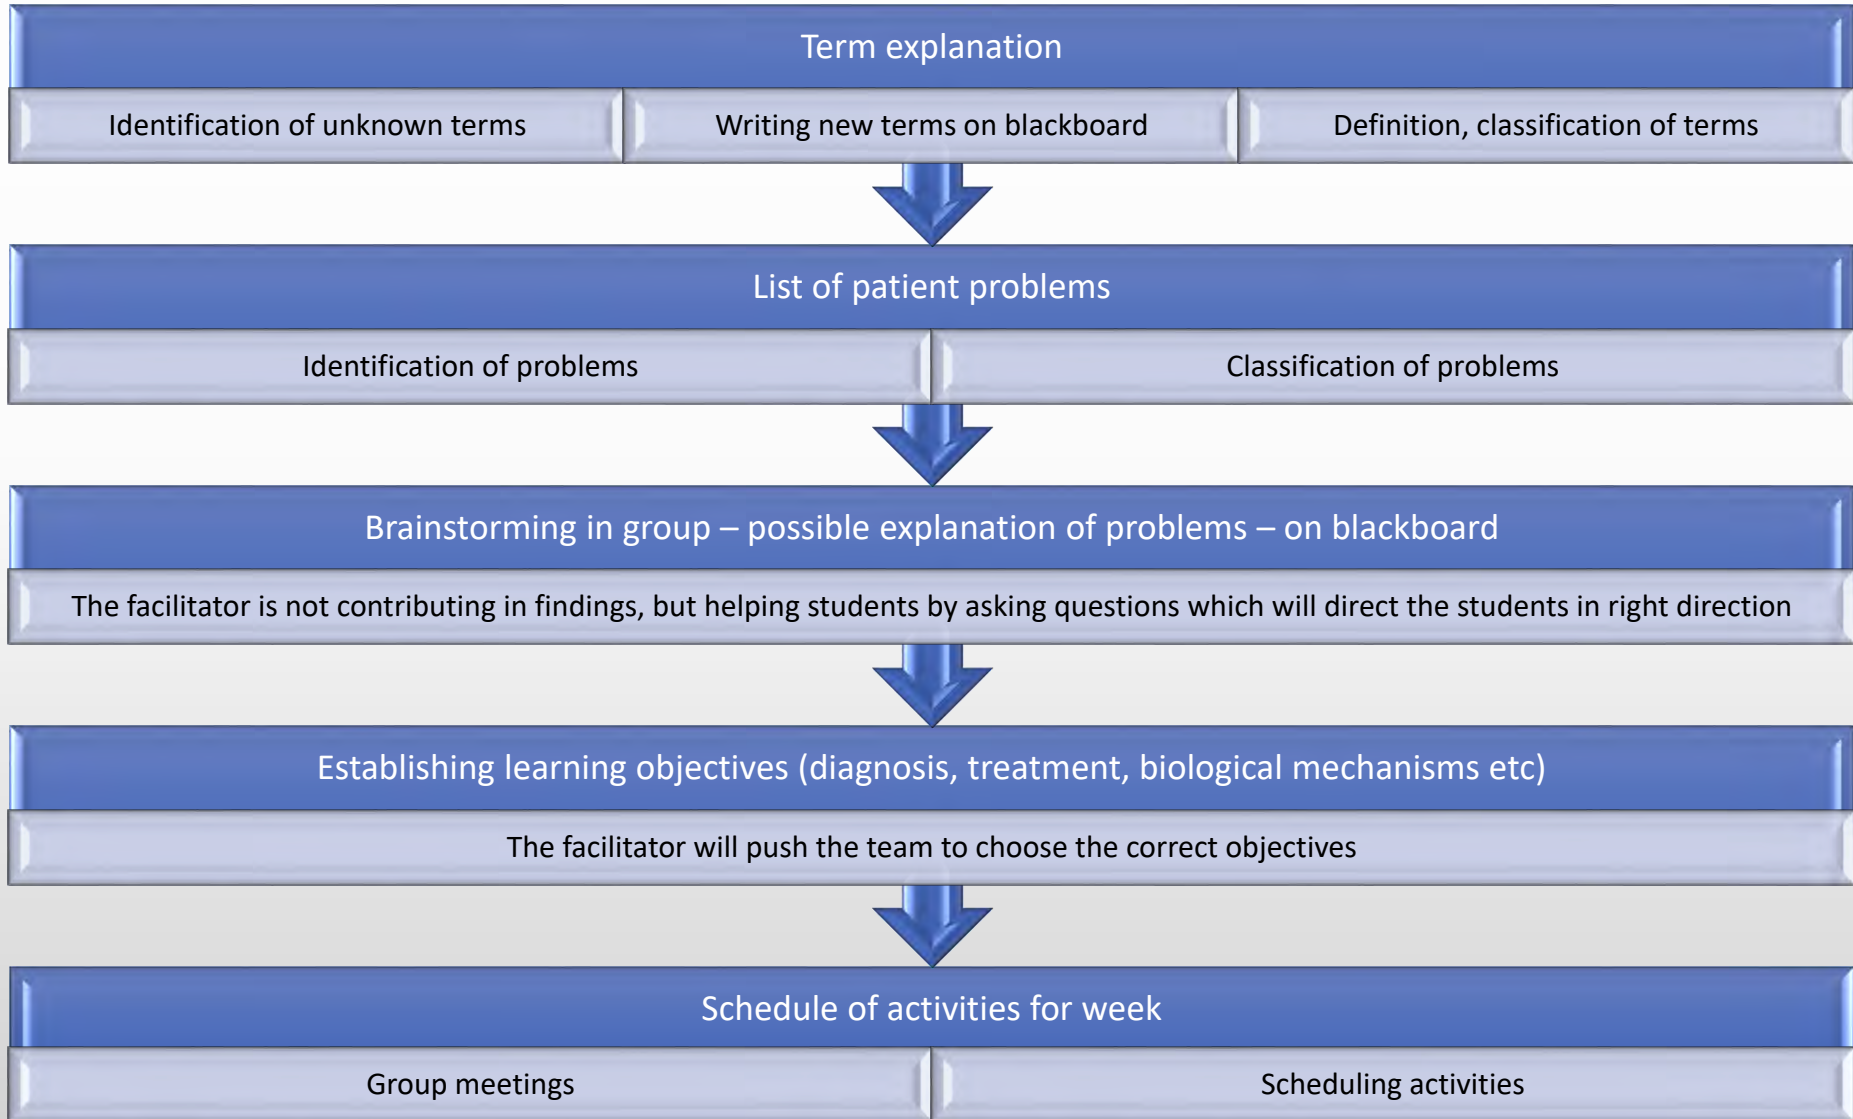 Term explanation
Identification of unknown terms
Writing new terms on blackboard
Definition, classification of terms
List of patient problems
Identification of problems
Classification of problems
Brainstorming in group – possible explanation of problems – on blackboard
The facilitator is not contributing in findings, but helping students by asking questions which will direct the students in right direction
Establishing learning objectives (diagnosis, treatment, biological mechanisms etc)
The facilitator will push the team to choose the correct objectives
Schedule of activities for week
Group meetings
Scheduling activities